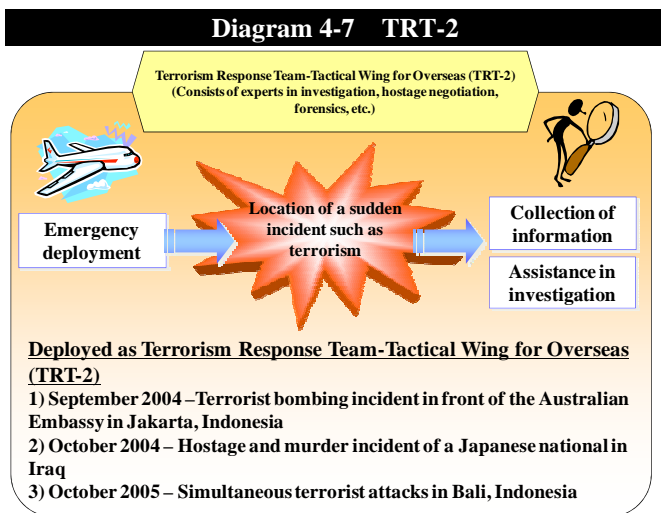 Diagram 4-7 TRT-2
Terrorism Response Team-Tactical Wing for Overseas (TRT-2)
(Consists of experts in investigation, hostage negotiation,
forensics, etc.)
Emergency
deployment
Location of a sudden
incident such as
terrorism
Collection of
information
Assistance in
investigation
Deployed as Terrorism Response Team-Tactical Wing for Overseas
(TRT-2)
1) September 2004 – Terrorist bombing incident in front of the Australian
Embassy in Jakarta, Indonesia
2) October 2004 – Hostage and murder incident of a Japanese national in
Iraq
3) October 2005 – Simultaneous terrorist attacks in Bali, Indonesia